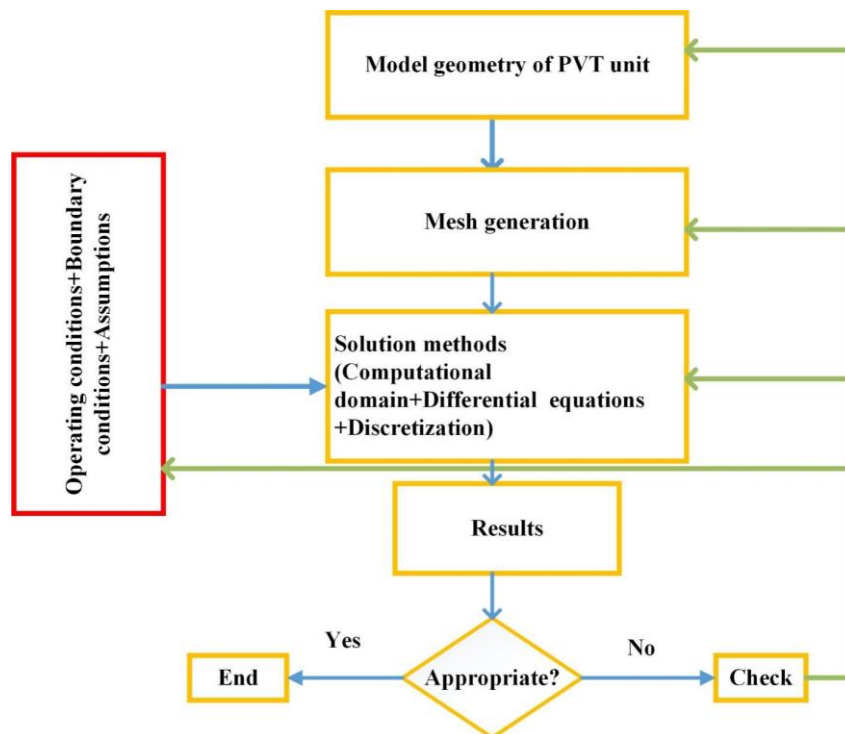 Model geometry of PVT unit
Operating conditions+Boundary
conditions+Assumptions
Mesh generation
Solution methods
(Computational
domain+Differential equations
+Discretization)
Results
Yes
No
End
Appropriate?
Check